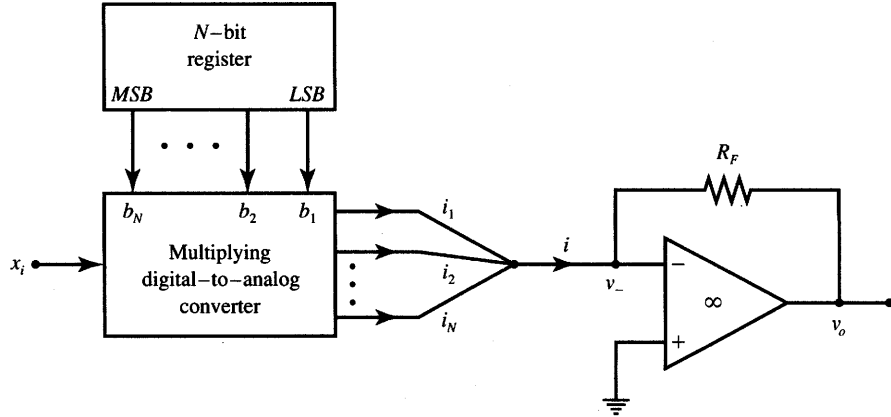 N−bit
register
MSB LSB
b_N b_2 b_1
R_F
i_1
Multiplying
x_i digital−to−analog i_2 i −
converter v_− ∞
i_N + v_o